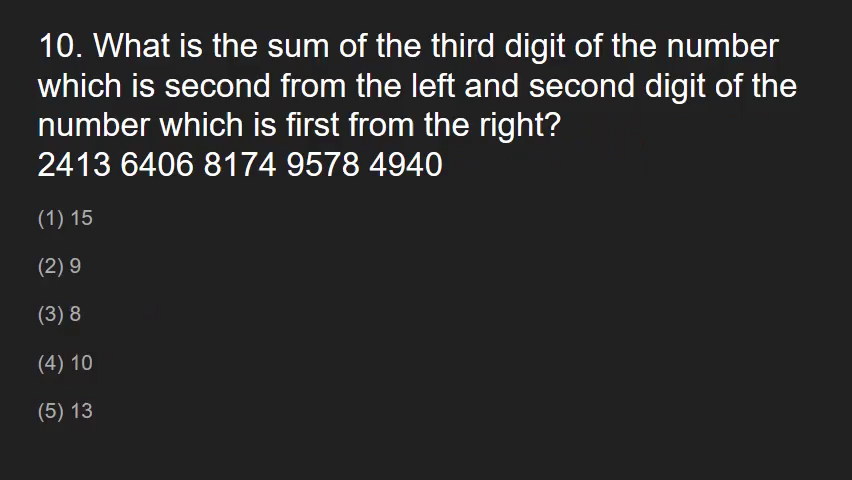 10. What is the sum of the third digit of the number
which is second from the left and second digit of the
number which is first from the right?
2413 6406 8174 9578 4940
(1) 15
(2) 9
(3) 8
(4) 10
(5) 13